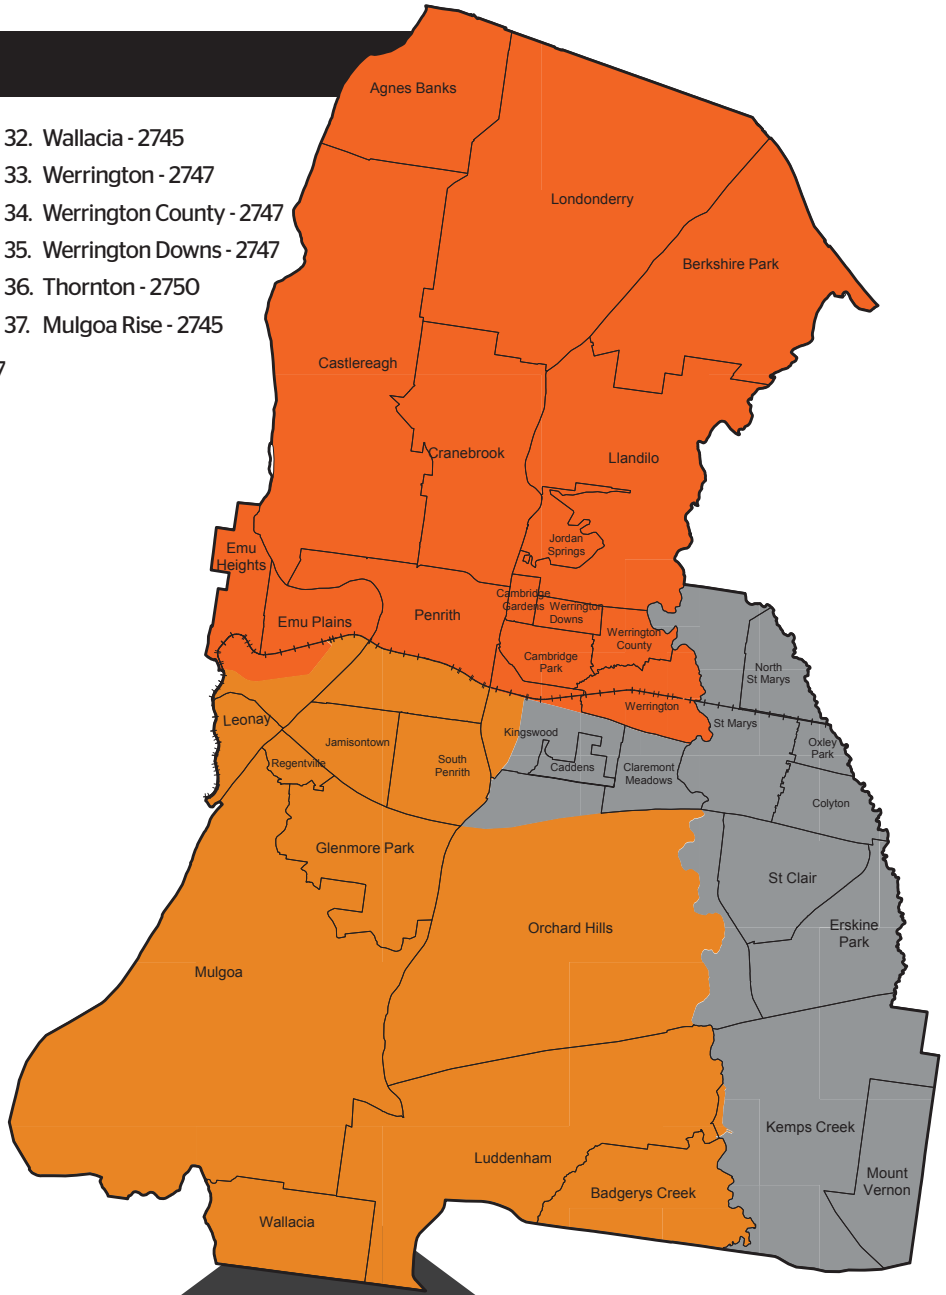 32. Wallacia - 2745
33. Werrington - 2747
34. Werrington County - 2747
35. Werrington Downs - 2747
36. Thornton - 2750
37. Mulgoa Rise - 2745
7
Agnes Banks
Londonderry
Berkshire Park
Castlereagh
Cranebrook
Llandilo
Jordan
Springs
Emu
Heights
Emu Plains
Penrith
Cambridge
Gardens
Werrington
Downs
Werrington
County
Cambridge
Park
North
St Marys
Werrington
Leonay
St Marys
Jamisontown
Kingswood
Oxley
Park
Regentville
South
Penrith
Caddens
Claremont
Meadows
Colyton
Glenmore Park
St Clair
Orchard Hills
Erskine
Park
Mulgoa
Kemps Creek
Luddenham
Mount
Vernon
Badgerys Creek
Wallacia